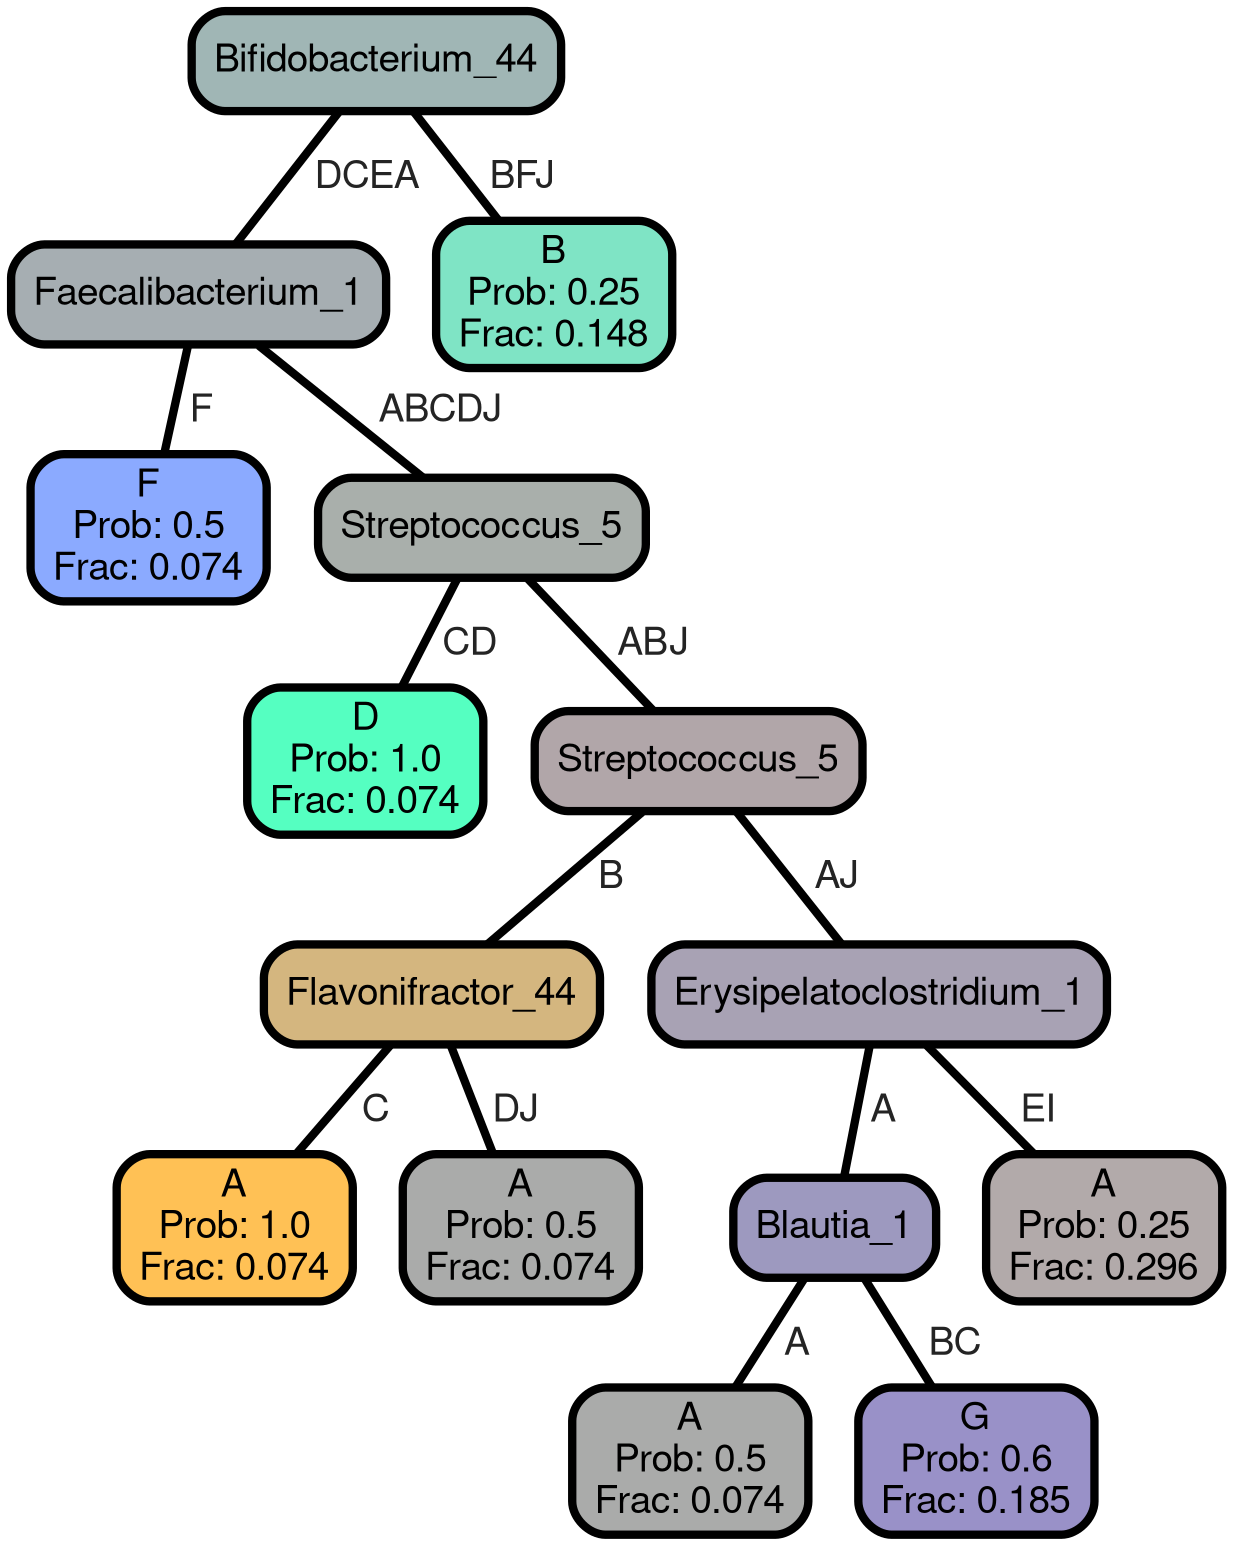 Bifidobacterium_44
DCEA
BFJ
Faecalibacterium_1
B
Prob: 0.25
Frac: 0.148
F
ABCDJ
F
Prob: 0.5
Frac: 0.074
Streptococcus_5
CD
ABJ
D
Prob: 1.0
Frac: 0.074
Streptococcus_5
B
AJ
Flavonifractor_44
Erysipelatoclostridium_1
C
DJ
A
EI
A
Prob: 1.0
Frac: 0.074
A
Prob: 0.5
Frac: 0.074
Blautia_1
A
Prob: 0.25
Frac: 0.296
A
BC
A
Prob: 0.5
Frac: 0.074
G
Prob: 0.6
Frac: 0.185